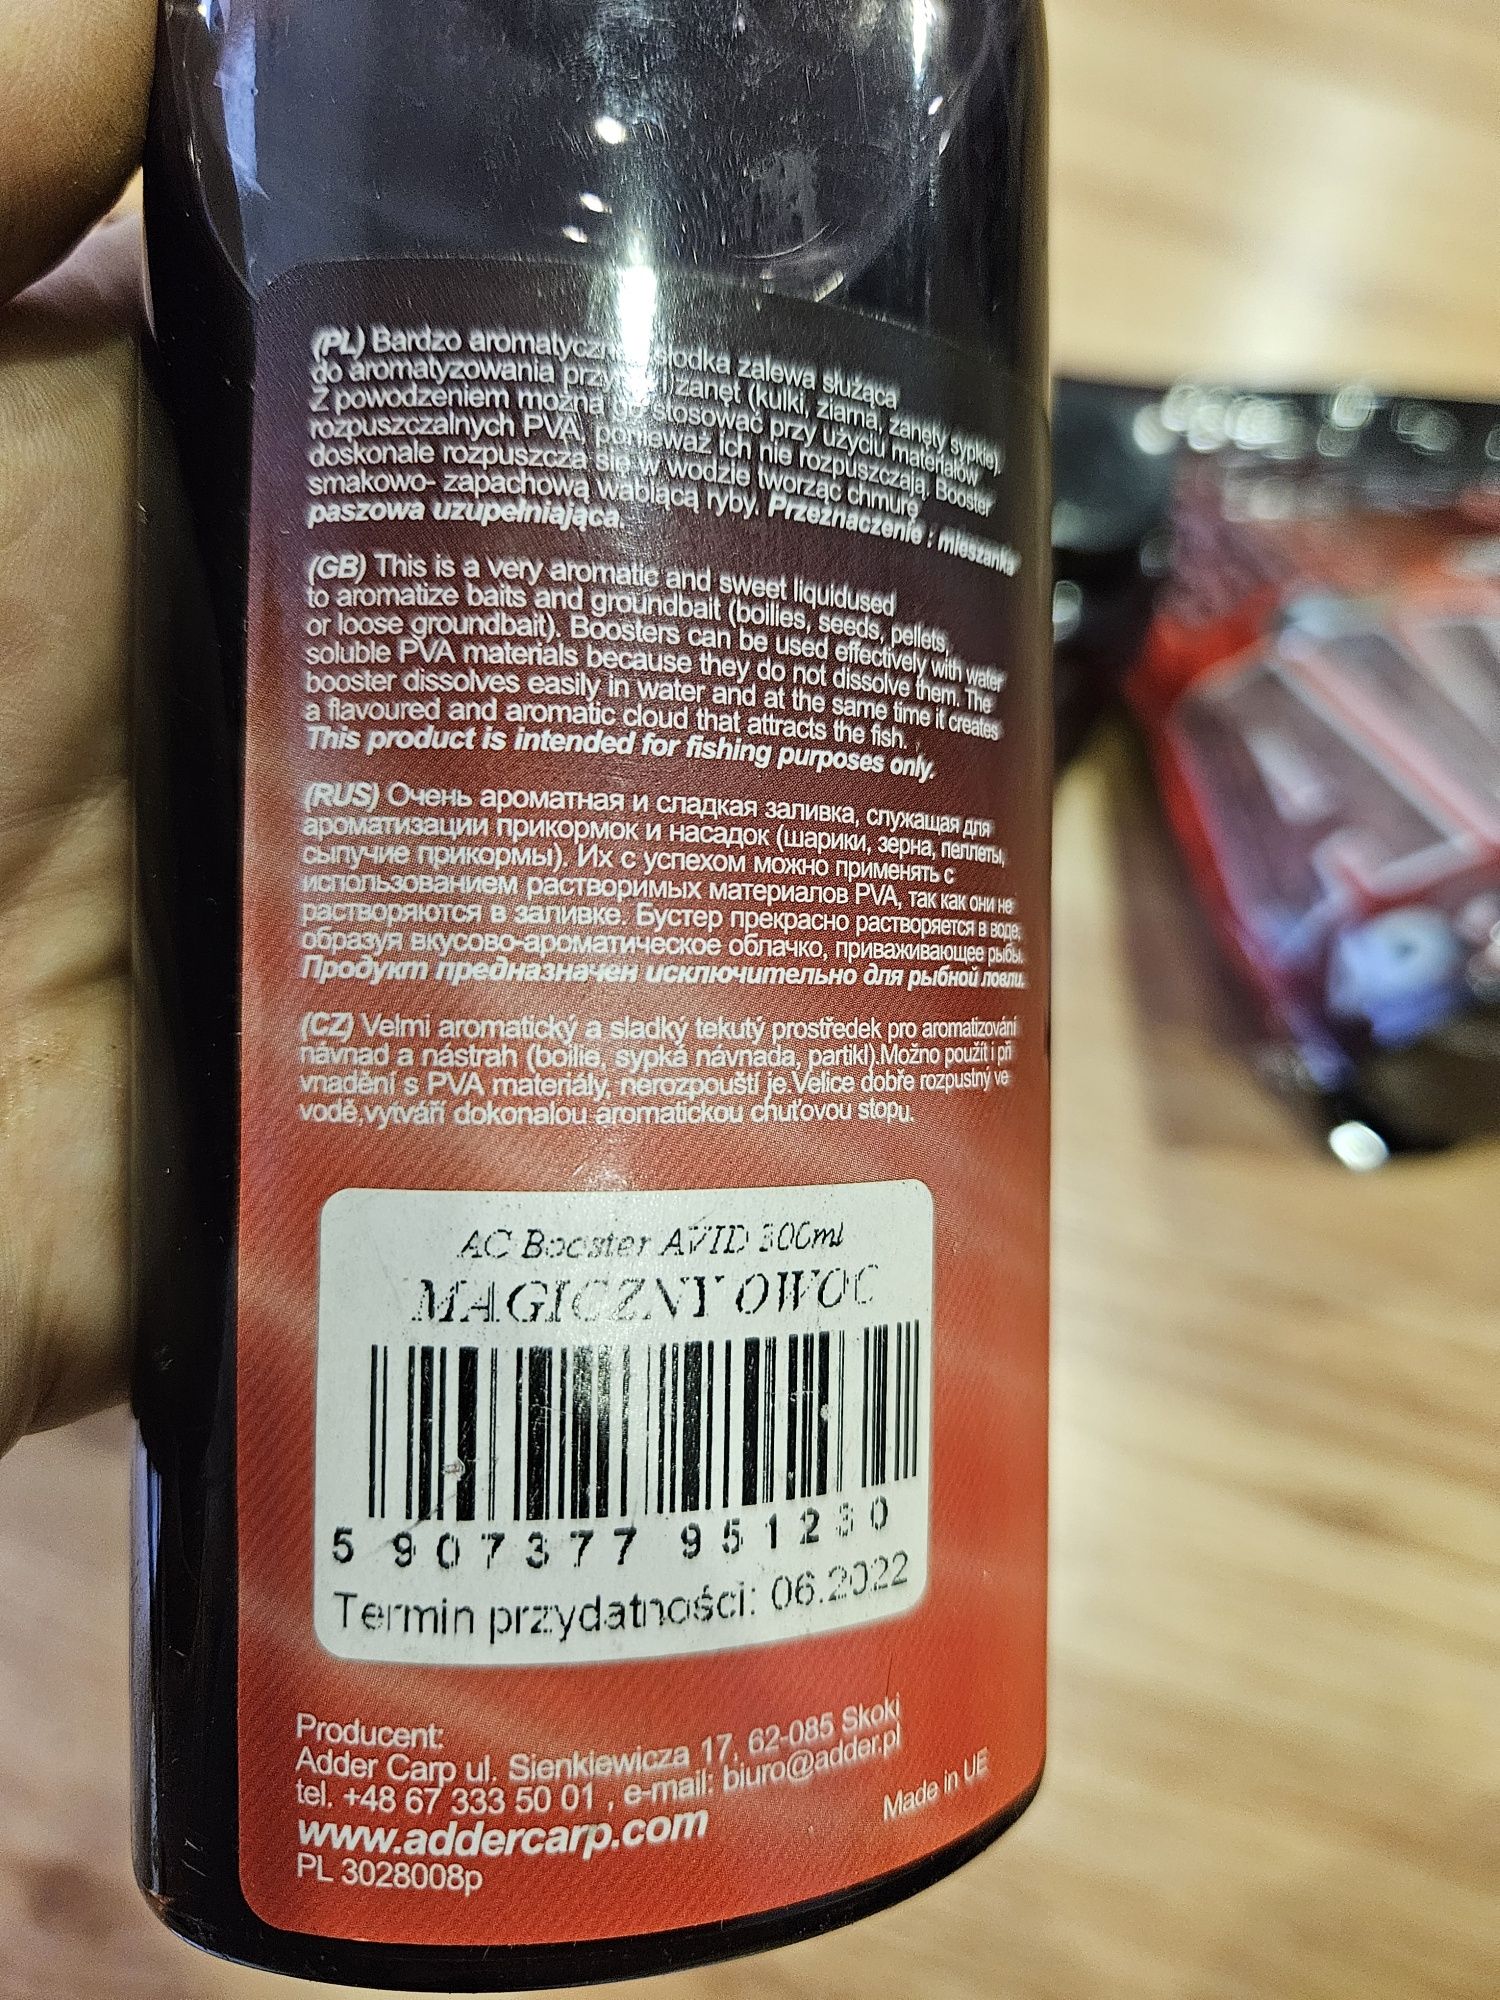 (PL) Bardzo słodka zalewa służąca
do aromatyzowania zanęt (kulki, ziarna, zanęty sypkie).
Z powodzeniem można go stosować przy użyciu materiałów
rozpuszczalnych PVA, ponieważ ich nie rozpuszczają. Booster
doskonale rozpuszcza się w wodzie tworząc chmurę
smakowo- zapachową wabiącą ryby. Przeznaczenie : mieszanka
paszowa uzupełniająca.
(GB) This is a very aromatic and sweet liquidused
to aromatize baits and groundbait (boilies, seeds, pellets,
or loose groundbait). Boosters can be used effectively with water
soluble PVA materials because they do not dissolve them. The
booster dissolves easily in water and at the same time it creates
a flavoured and aromatic cloud that attracts the fish.
This product is intended for fishing purposes only.
(RUS) Очень ароматная и сладкая заливка, служащая для
ароматизации прикормок и насадок (шарики, зерна, пеллеты,
сыпучие прикормы). Их с успехом можно применять с
использованием растворимых материалов PVA, так как они не
растворяются в заливке. Бустер прекрасно растворяется в воде,
образуя вкусово-ароматическое облачко, приваживающее рыбы.
Продукт предназначен исключительно для рыбной ловли.
(CZ) Velmi aromatický a sladký tekutý prostředek pro aromatizování
návnad a nástrah (boilie, sypká návnada, partikl).Možno použít i při
vnadění s PVA materiály, nerozpouští je.Velice dobře rozpustný ve
vodě,vytváří dokonalou aromatickou chuťovou stopu.
AC Booster AVID 300ml
MAGICZNY OWOC
5 907377 951230
Termin przydatności: 06.2022
Producent:
Adder Carp ul. Sienkiewicza 17, 62-085 Skoki
tel. +48 67 333 50 01 , e-mail: biuro@adder.pl
www.addercarp.com
Made in UE
PL 3028008p